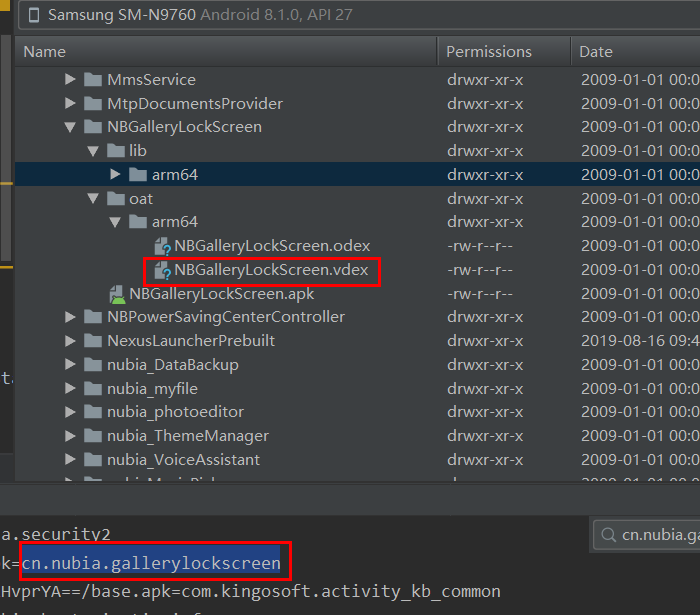 Samsung SM-N9760 Android 8.1.0, API 27
Name Permissions Date
MmsService drwxr-xr-x 2009-01-01 00:0
MtpDocumentsProvider drwxr-xr-x 2009-01-01 00:0
NBGalleryLockScreen drwxr-xr-x 2009-01-01 00:0
lib drwxr-xr-x 2009-01-01 00:0
arm64 drwxr-xr-x 2009-01-01 00:0
oat drwxr-xr-x 2009-01-01 00:0
arm64 drwxr-xr-x 2009-01-01 00:0
NBGalleryLockScreen.odex -rw-r--r-- 2009-01-01 00:0
NBGalleryLockScreen.vdex -rw-r--r-- 2009-01-01 00:0
NBGalleryLockScreen.apk -rw-r--r-- 2009-01-01 00:0
NBPowerSavingCenterController drwxr-xr-x 2009-01-01 00:0
NexusLauncherPrebuilt drwxr-xr-x 2019-08-16 09:4
nubia_DataBackup drwxr-xr-x 2009-01-01 00:0
t. nubia_myfile drwxr-xr-x 2009-01-01 00:0
nubia_photoeditor drwxr-xr-x 2009-01-01 00:0
nubia_ThemeManager drwxr-xr-x 2009-01-01 00:0
nubia_VoiceAssistant drwxr-xr-x 2009-01-01 00:0
a.security2
cn.nubia.ga
k=cn.nubia.gallerylockscreen
HvprYA==/base.apk=com.kingosoft.activity_kb_common